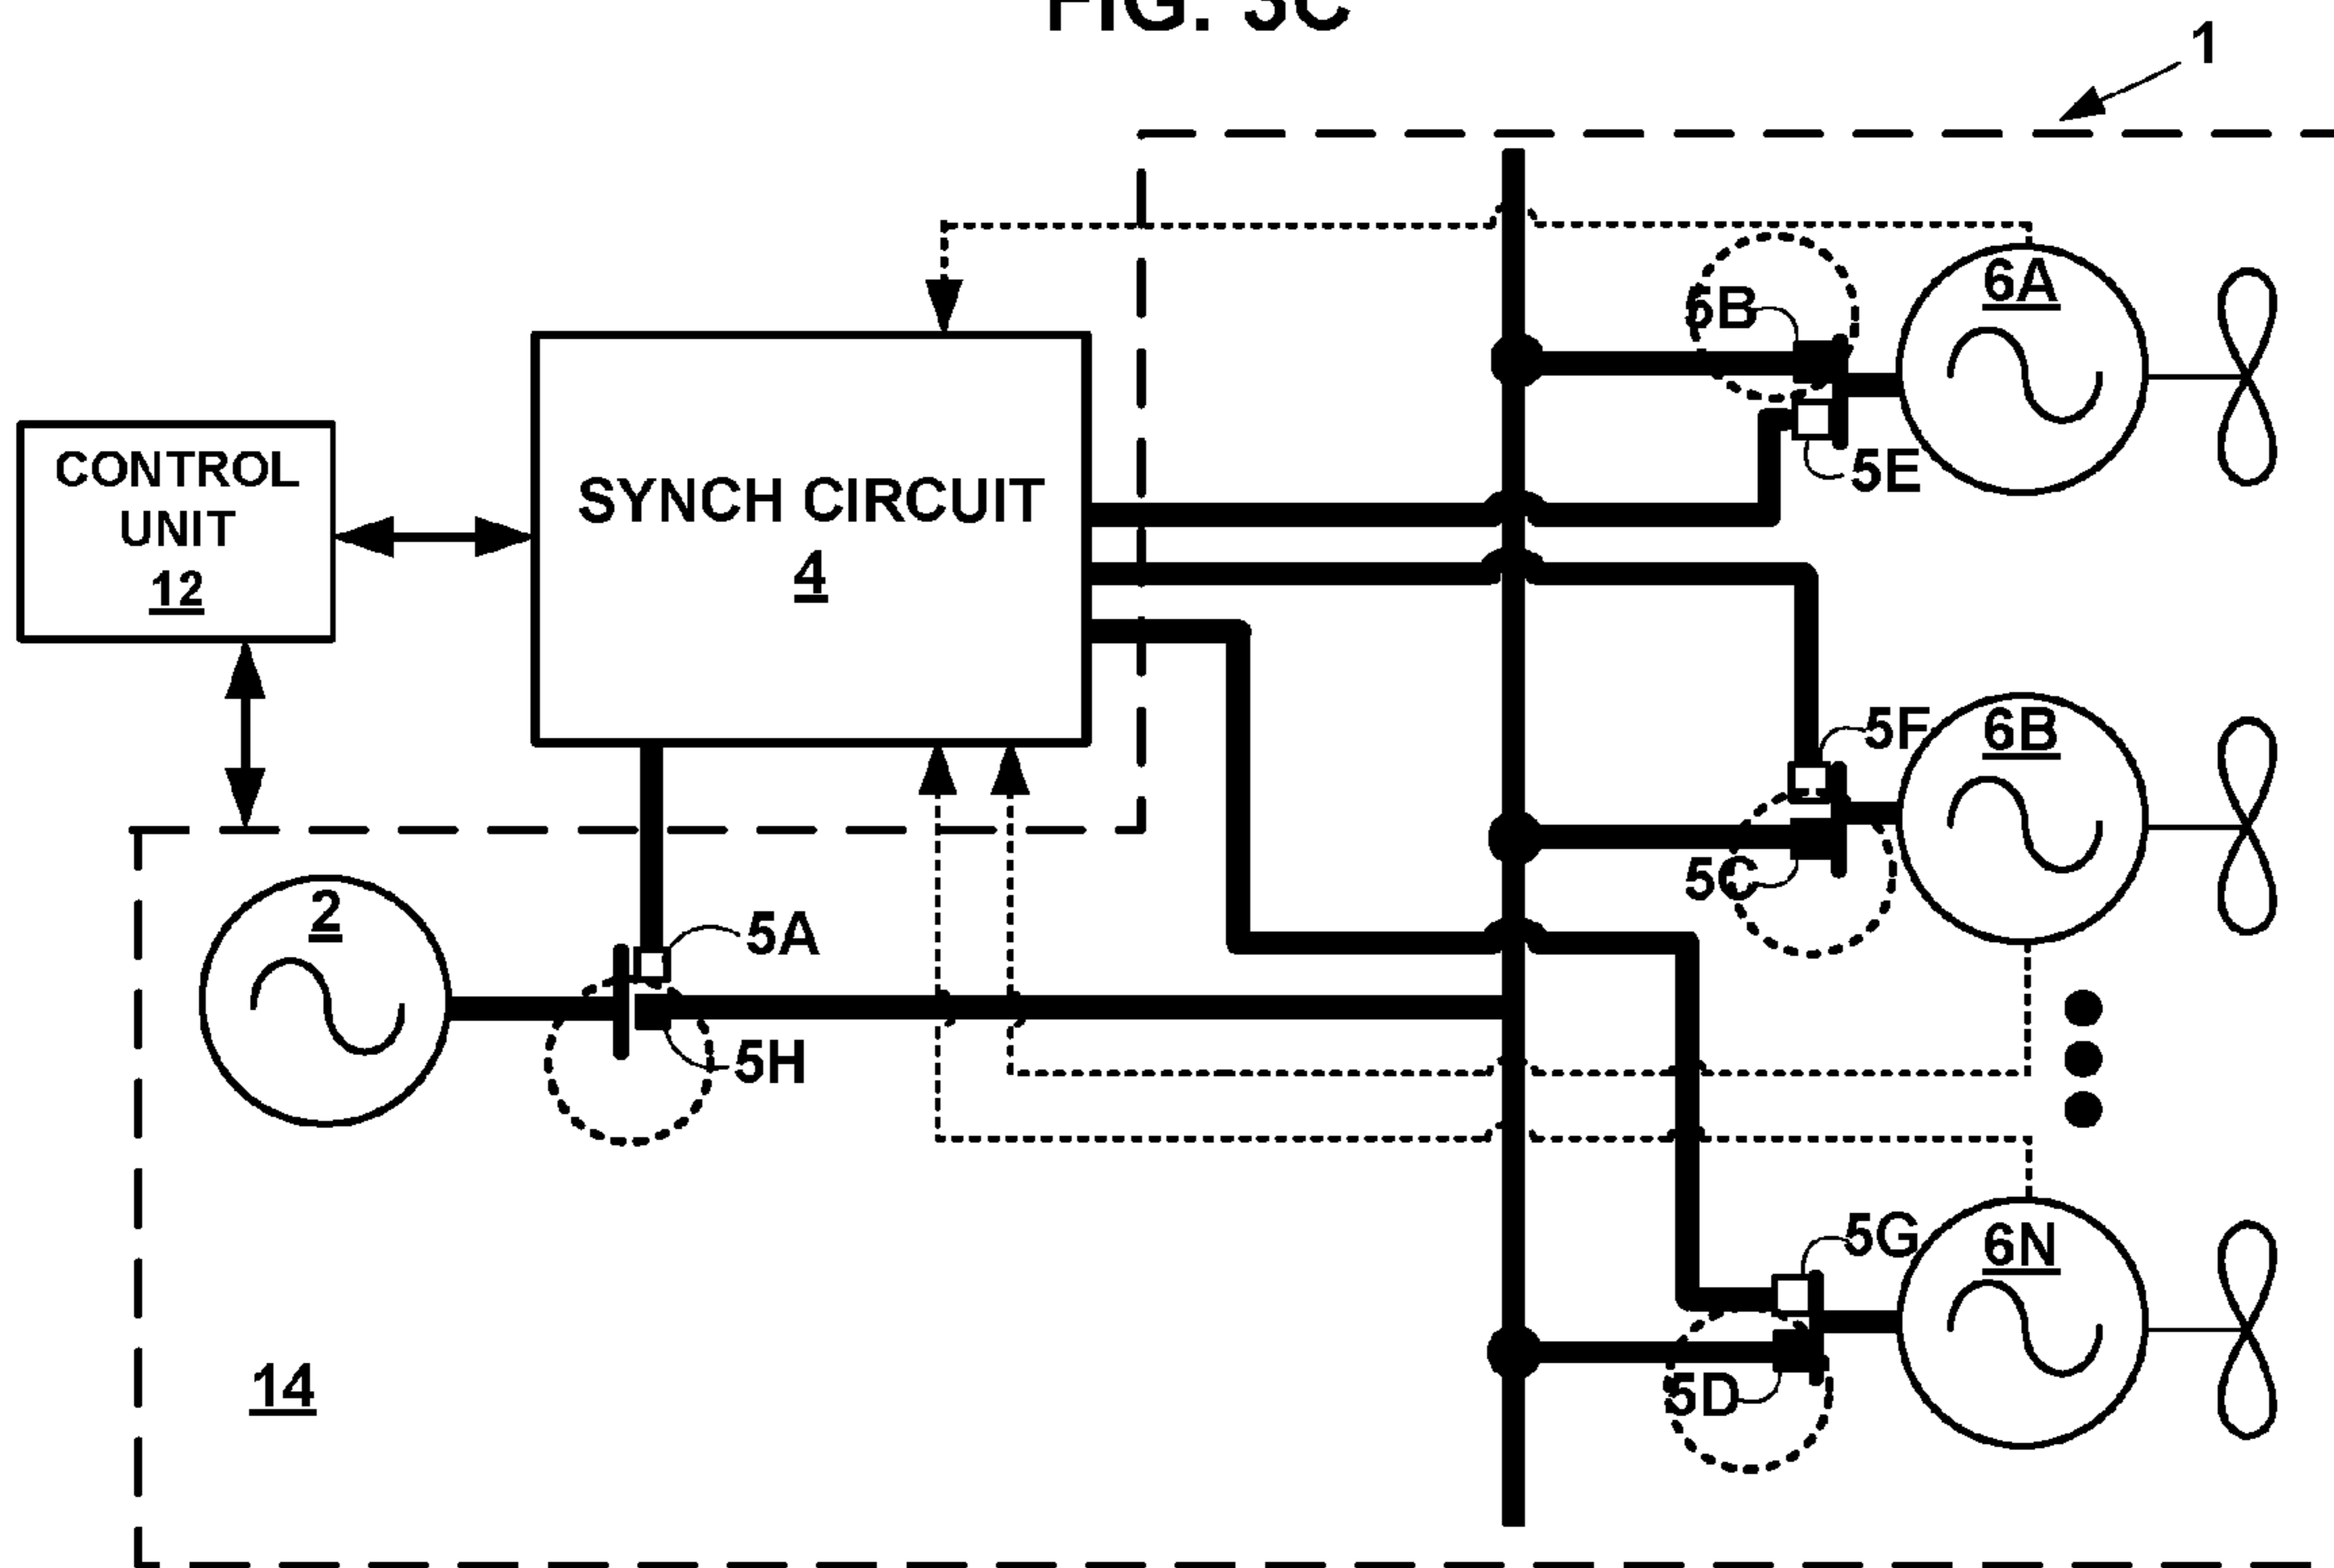 FIG. 3C
1
6A
5B
5E
CONTROL
UNIT
12
SYNCH CIRCUIT
4
5F
6B
5C
2
5A
5H
5G
6N
5D
14